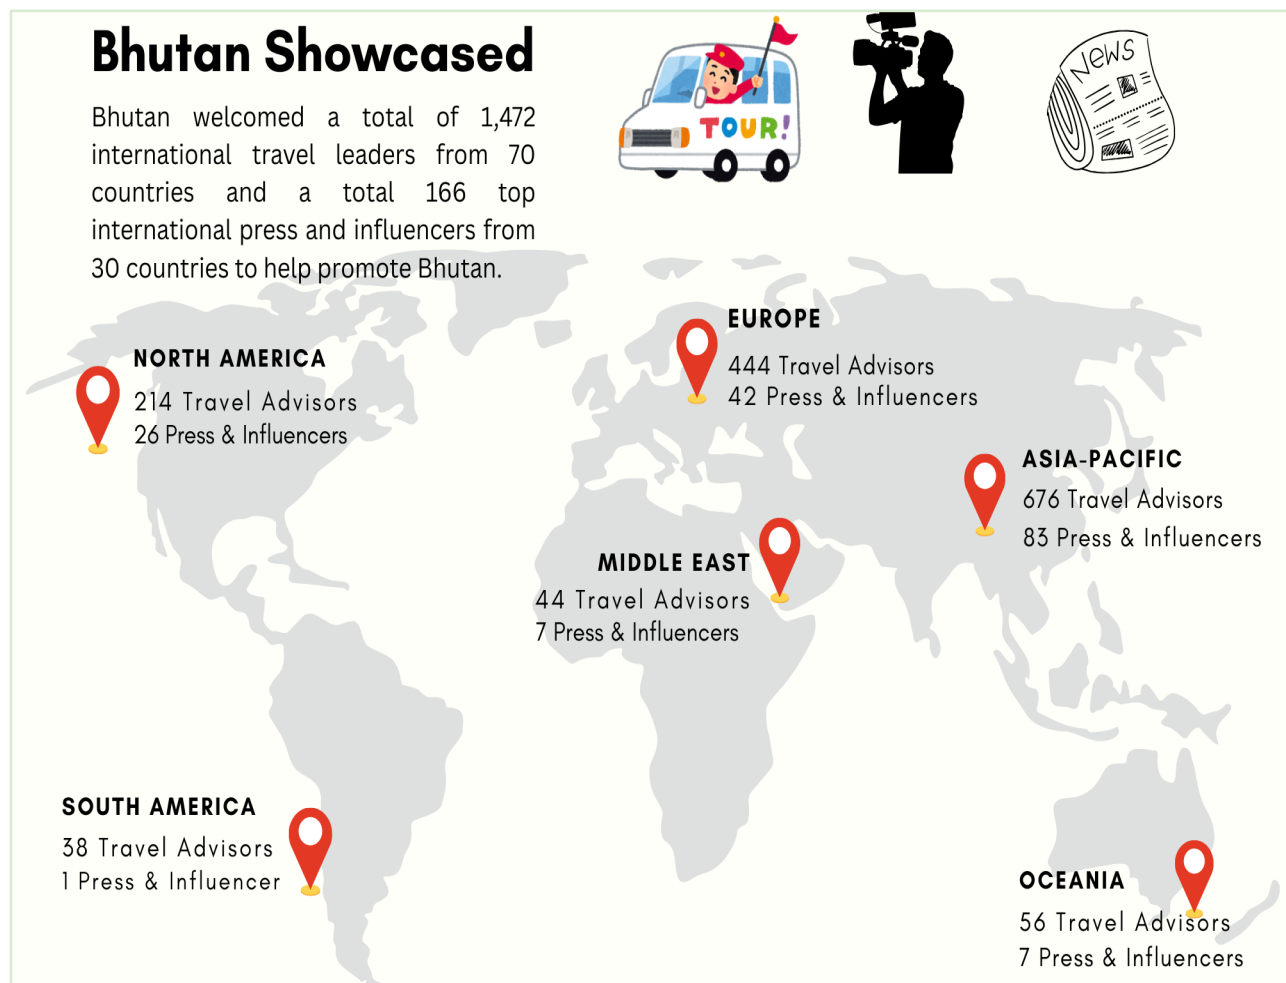 Bhutan Showcased
Bhutan welcomed a total of 1,472
international travel leaders from 70
countries and a total 166 top
international press and influencers from
30 countries to help promote Bhutan.
TOUR!
NEWS
NORTH AMERICA
214 Travel Advisors
26 Press & Influencers
EUROPE
444 Travel Advisors
42 Press & Influencers
ASIA-PACIFIC
676 Travel Advisors
83 Press & Influencers
MIDDLE EAST
44 Travel Advisors
7 Press & Influencers
SOUTH AMERICA
38 Travel Advisors
1 Press & Influencer
OCEANIA
56 Travel Advisors
7 Press & Influencers